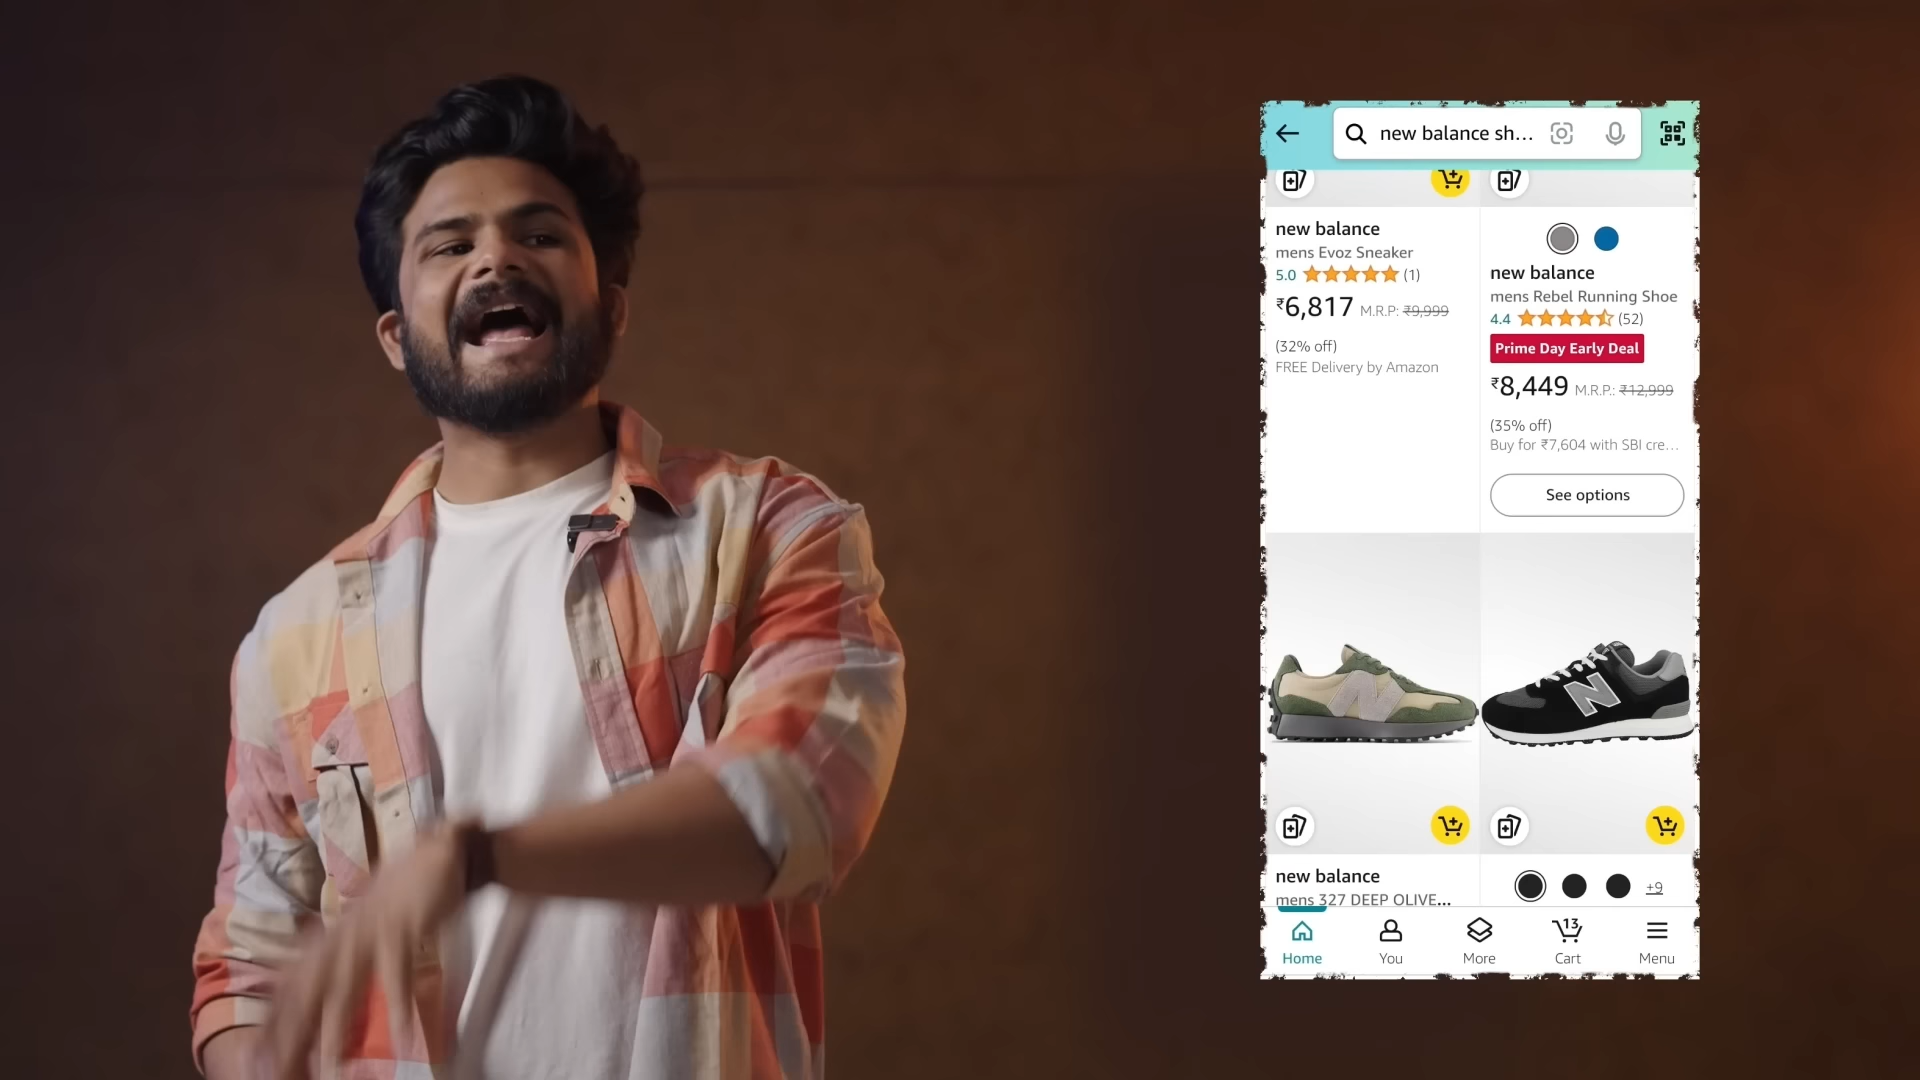 new balance sh...
new balance
mens Evoz Sneaker
5.0 (1)
₹6,817 M.R.P: ₹9,999
(32% off)
FREE Delivery by Amazon
new balance
mens Rebel Running Shoe
4.4 (52)
Prime Day Early Deal
₹8,449 M.R.P.: ₹12,999
(35% off)
Buy for ₹7,604 with SBI cre...
See options
N
N
new balance
mens 327 DEEP OLIVE...
+9
13
Home
You
More
Cart
Menu